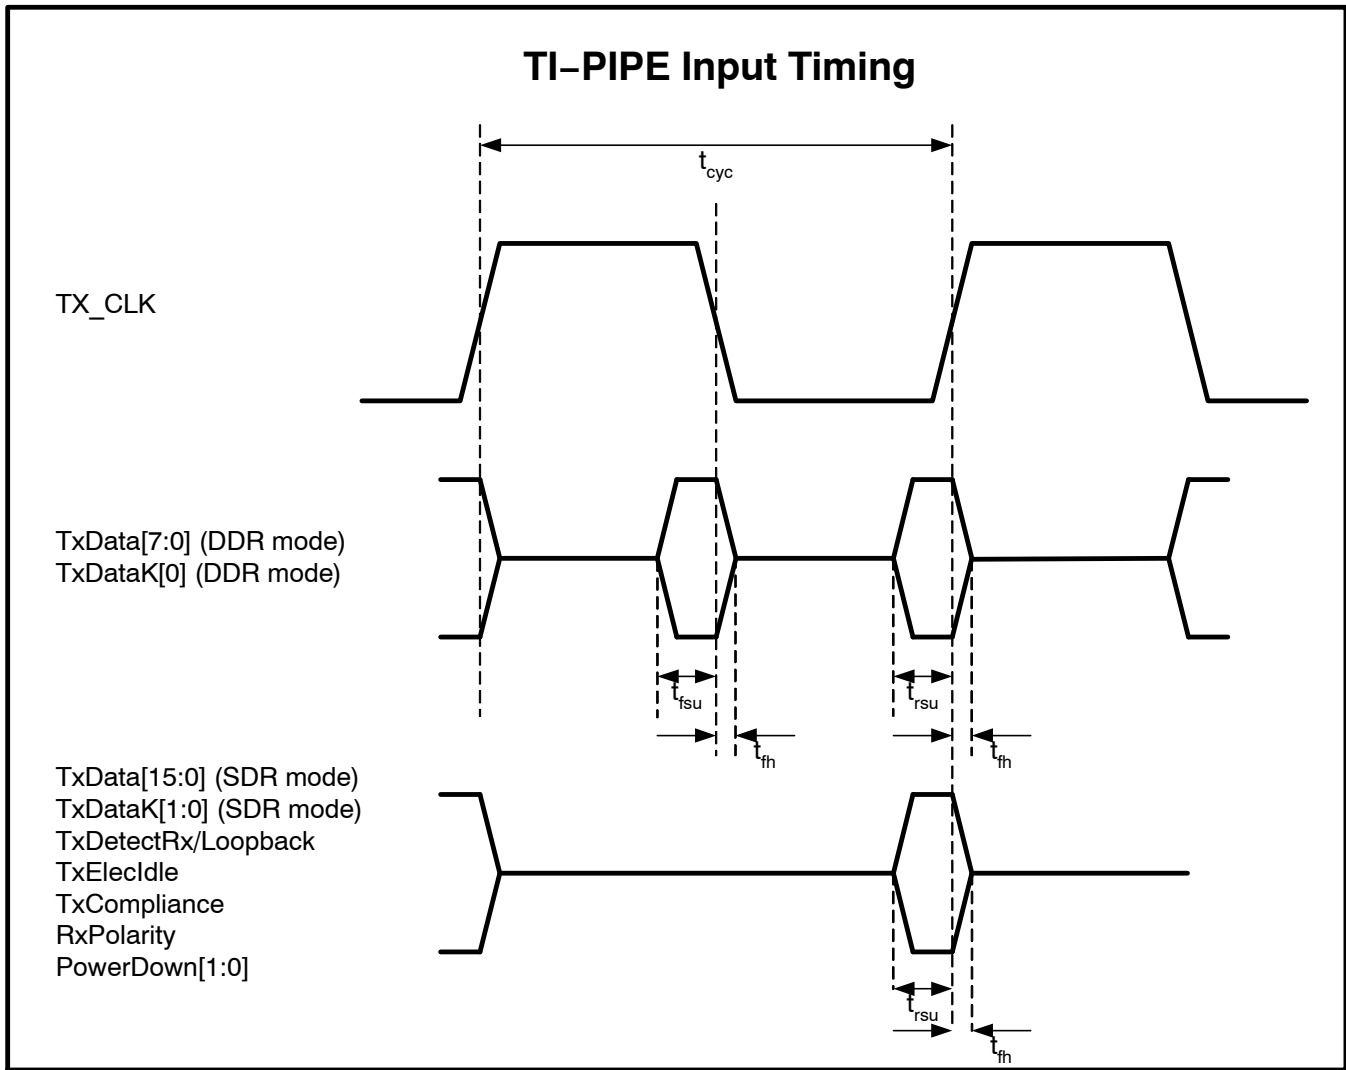 TI–PIPE Input Timing
tcyc
TX_CLK
TxData[7:0] (DDR mode)
TxDataK[0] (DDR mode)
tfsu
trsu
tfh
tfh
TxData[15:0] (SDR mode)
TxDataK[1:0] (SDR mode)
TxDetectRx/Loopback
TxElecIdle
TxCompliance
RxPolarity
PowerDown[1:0]
trsu
tfh